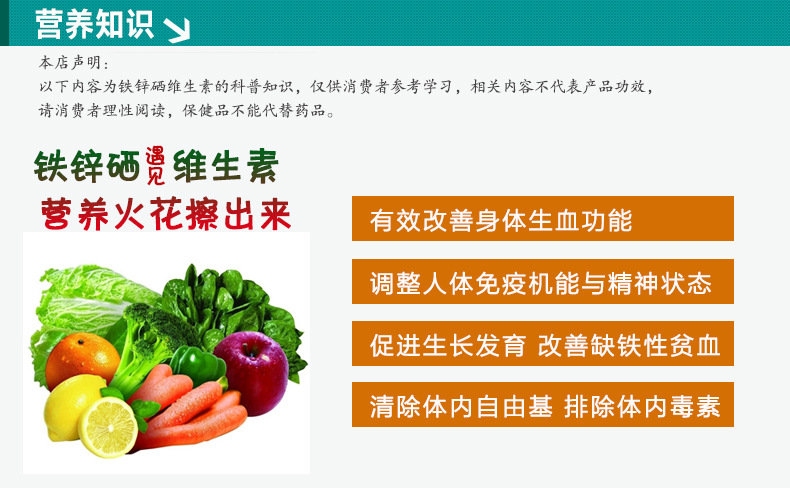 营养知识
本店声明：
以下内容为铁锌硒维生素的科普知识，仅供消费者参考学习，相关内容不代表产品功效，
请消费者理性阅读，保健品不能代替药品。
铁锌硒遇见维生素
营养火花擦出来
有效改善身体生血功能
调整人体免疫机能与精神状态
促进生长发育 改善缺铁性贫血
清除体内自由基 排除体内毒素